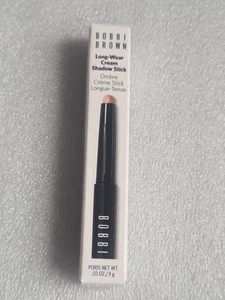 BOBBI
BROWN
Long-Wear
Cream
Shadow Stick
Ombre
Crème Stick
Longue-Tenue
BOBBI
POIDS NET WT.
.03 OZ./.9 g